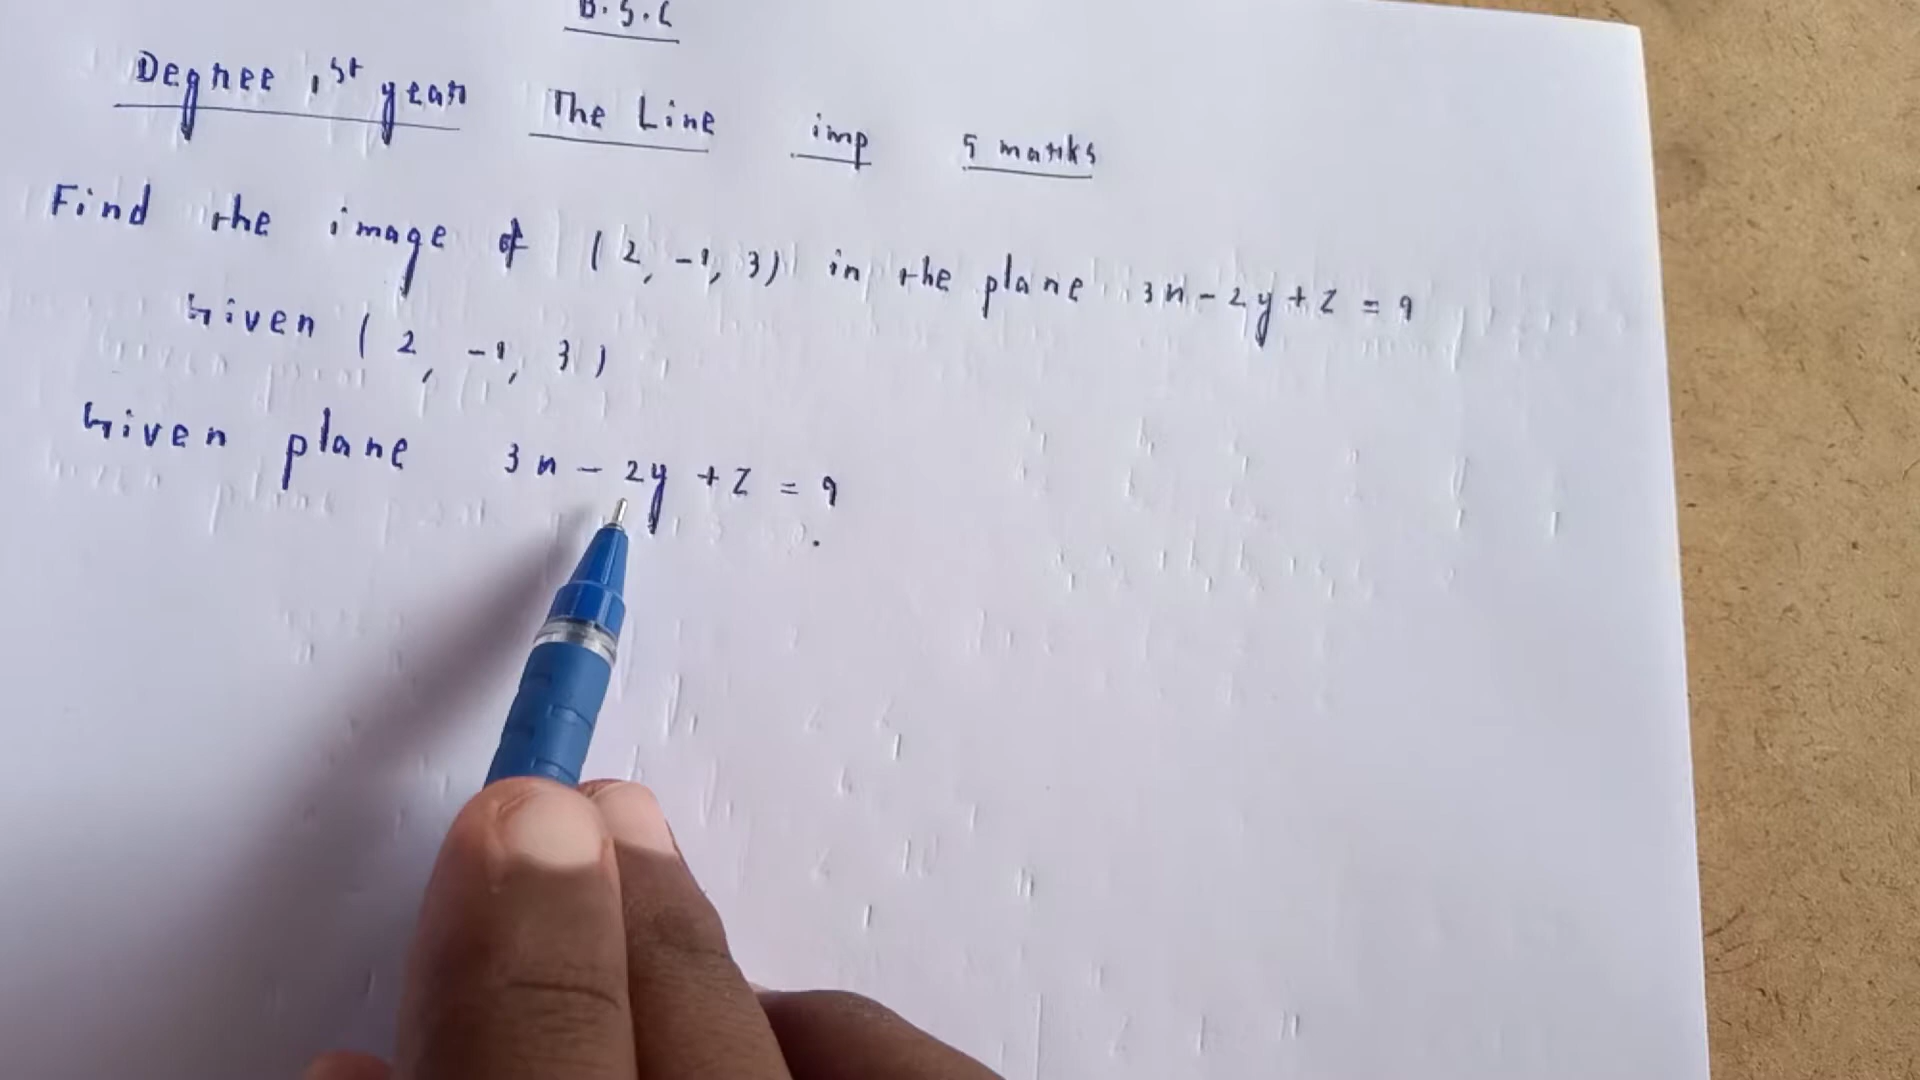 B.S.C
Degree 1st year The Line imp 5 marks
Find the image of (2, -1, 3) in the plane 3x - 2y + z = 9
Given (2, -1, 3)
Given plane 3x - 2y + z = 9